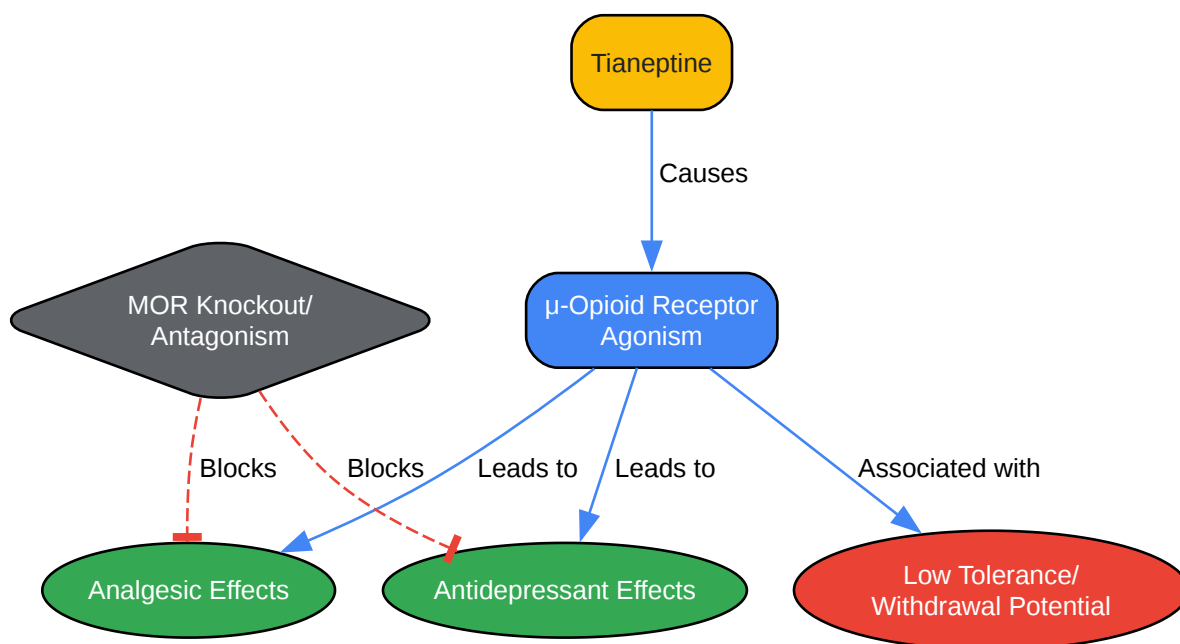 Tianeptine
Causes
MOR Knockout/
Antagonism
μ-Opioid Receptor
Agonism
Blocks
Blocks
Leads to
Leads to
Associated with
Analgesic Effects
Antidepressant Effects
Low Tolerance/
Withdrawal Potential